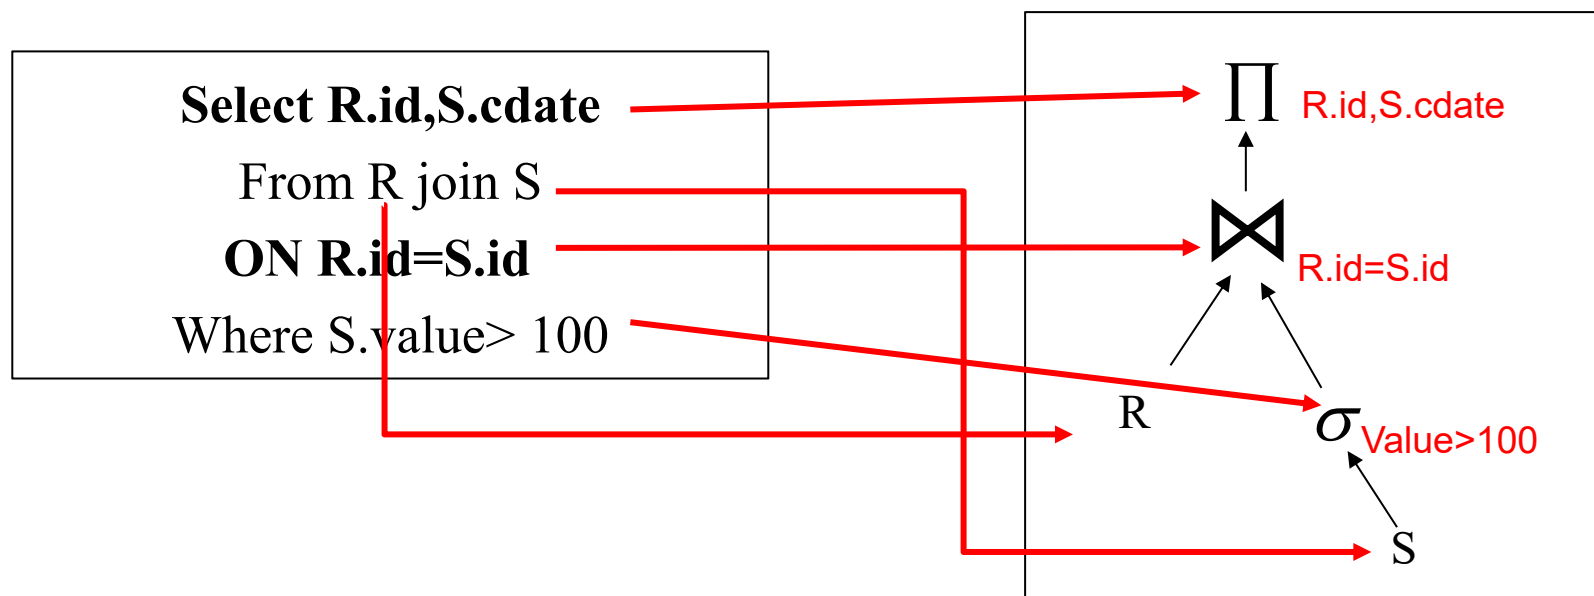 Select R.id,S.cdate
From R join S
ON R.id=S.id
Where S.value> 100
∏ R.id,S.cdate
⋈ R.id=S.id
R
σ Value>100
S